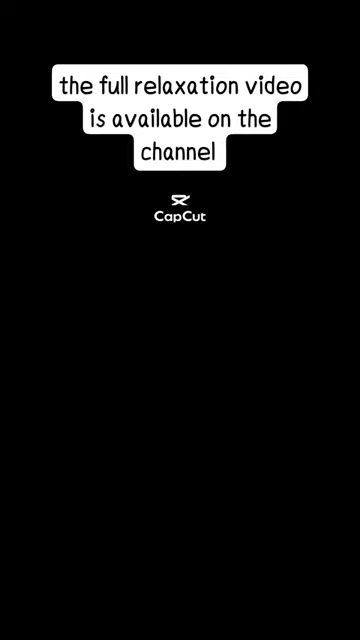 the full relaxation video
is available on the
channel
CapCut